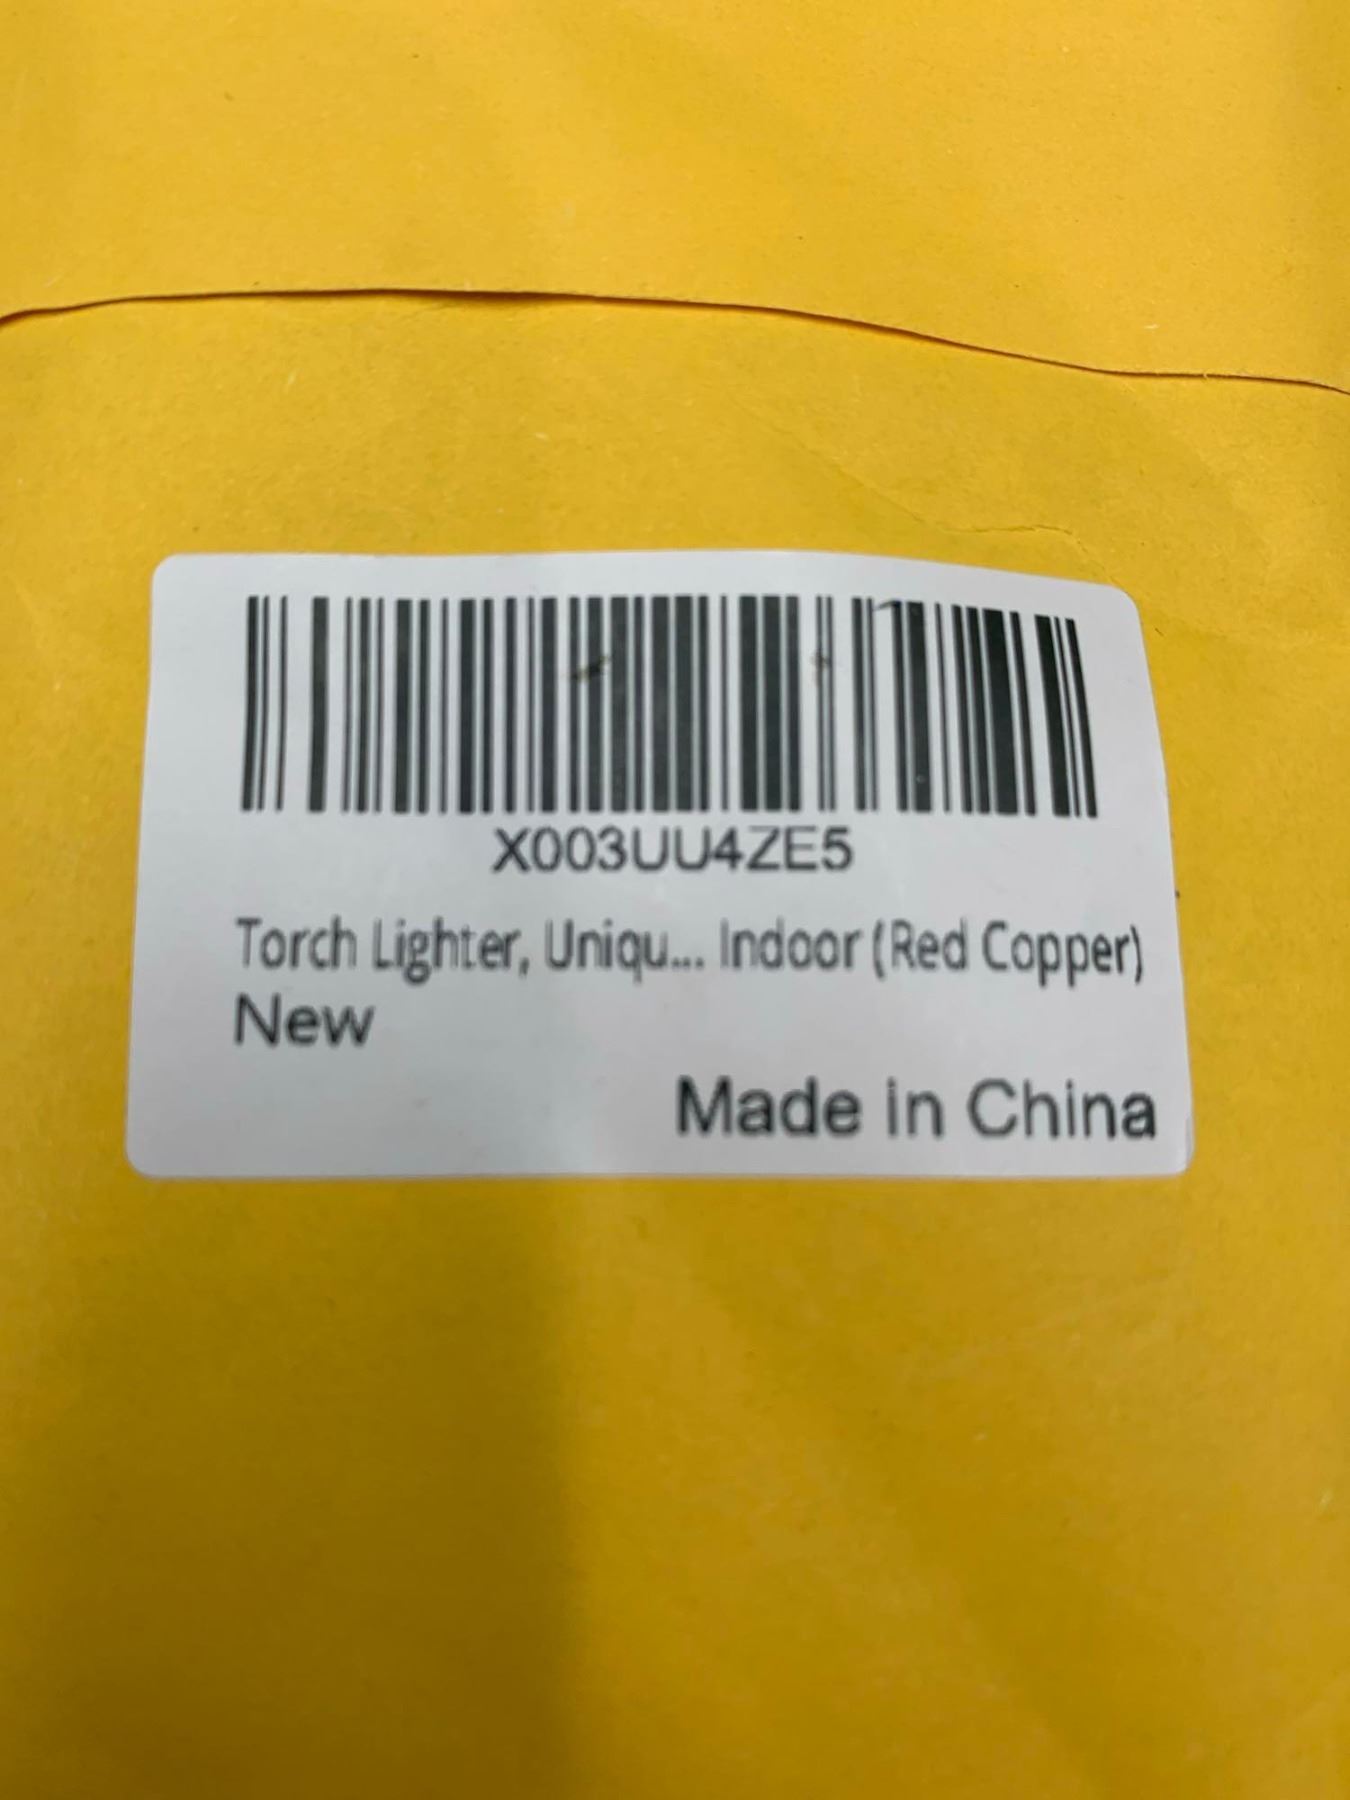 X003UU4ZE5
Torch Lighter, Uniqu... Indoor (Red Copper)
New
Made in China